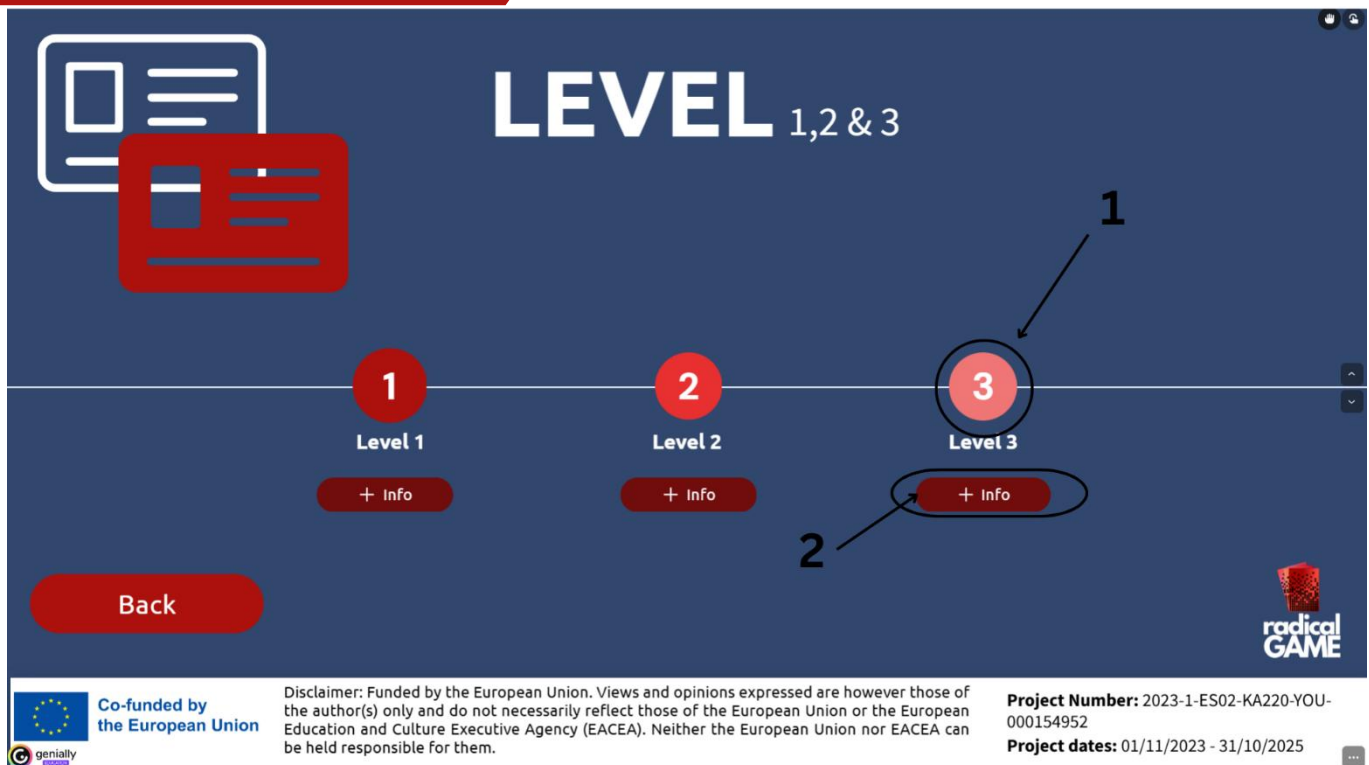 LEVEL 1,2 & 3
1
1
2
3
Level 1
Level 2
Level 3
+ Info
+ Info
+ Info
2
Back
radical
GAME
Co-funded by
the European Union
genially
Disclaimer: Funded by the European Union. Views and opinions expressed are however those of
the author(s) only and do not necessarily reflect those of the European Union or the European
Education and Culture Executive Agency (EACEA). Neither the European Union nor EACEA can
be held responsible for them.
Project Number: 2023-1-ES02-KA220-YOU-
000154952
Project dates: 01/11/2023 - 31/10/2025